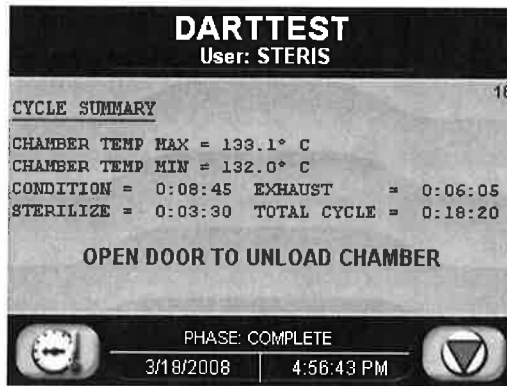 DARTTEST
User: STERIS
CYCLE SUMMARY
CHAMBER TEMP MAX = 133.1° C
CHAMBER TEMP MIN = 132.0° C
CONDITION = 0:08:45 EXHAUST = 0:06:05
STERILIZE = 0:03:30 TOTAL CYCLE = 0:18:20
OPEN DOOR TO UNLOAD CHAMBER
PHASE: COMPLETE
3/18/2008 4:56:43 PM